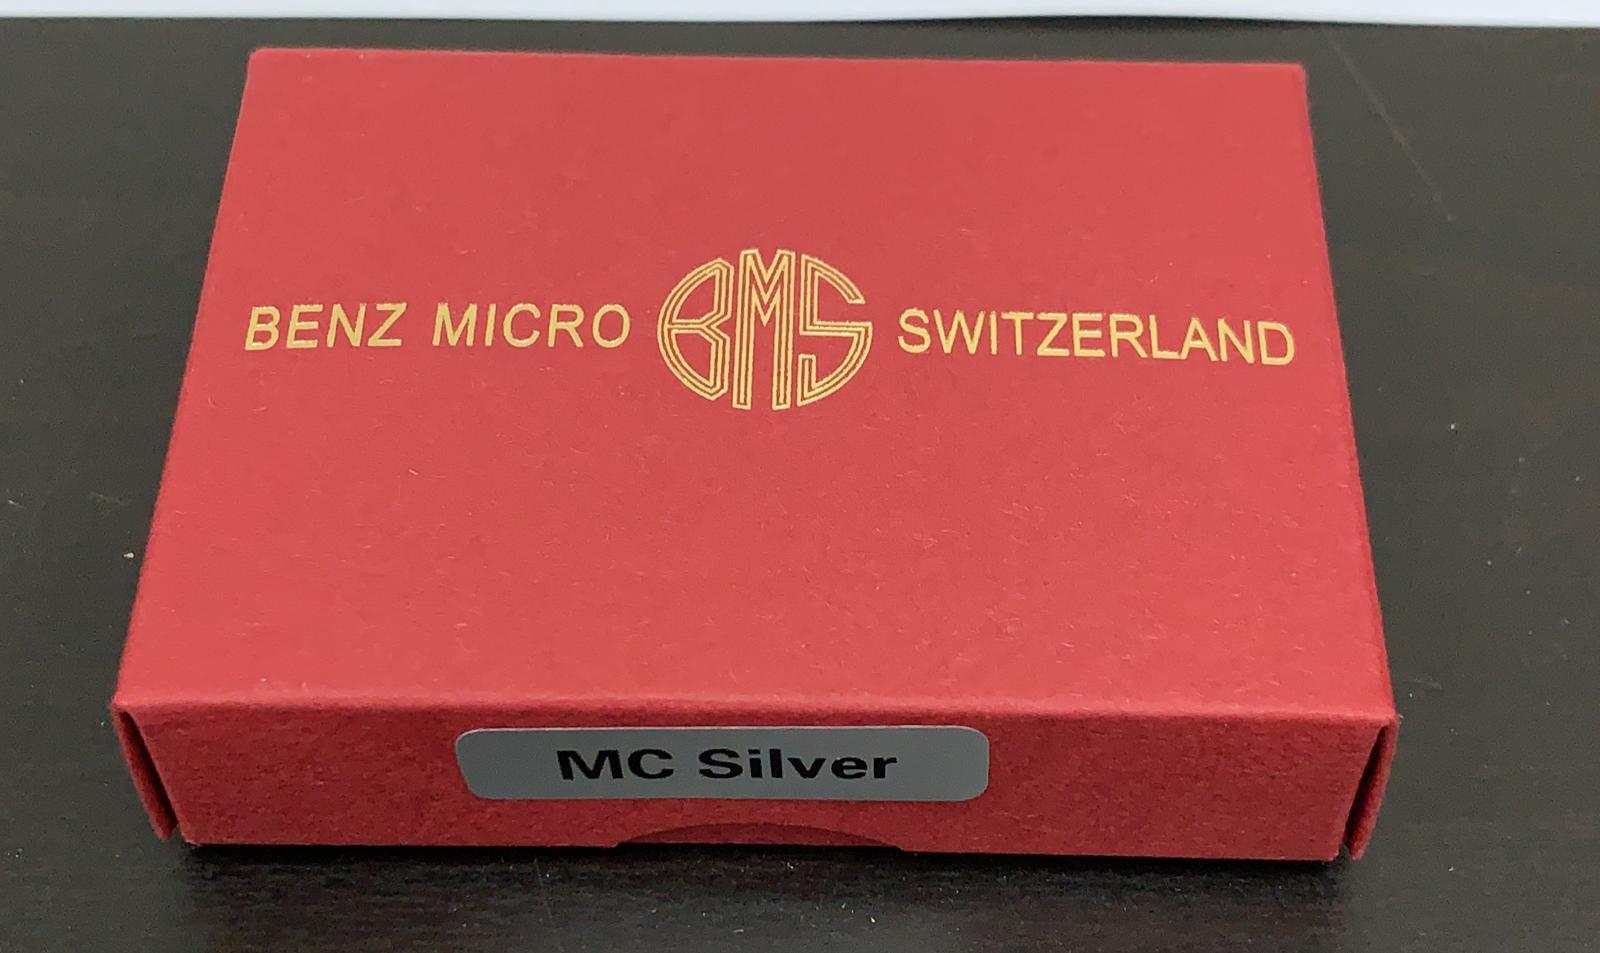 BENZ MICRO BMS SWITZERLAND
MC Silver